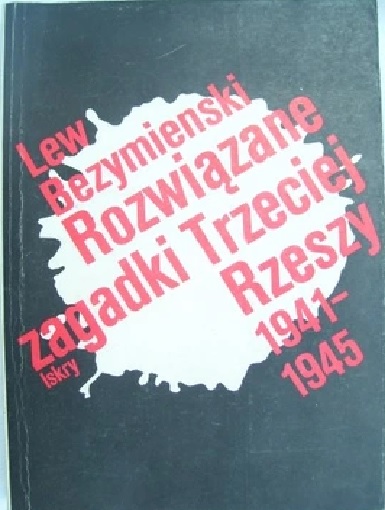 Lew
Bezymienski
Rozwiązane
zagadki Trzeciej
Rzeszy
Iskry
1941-
1945